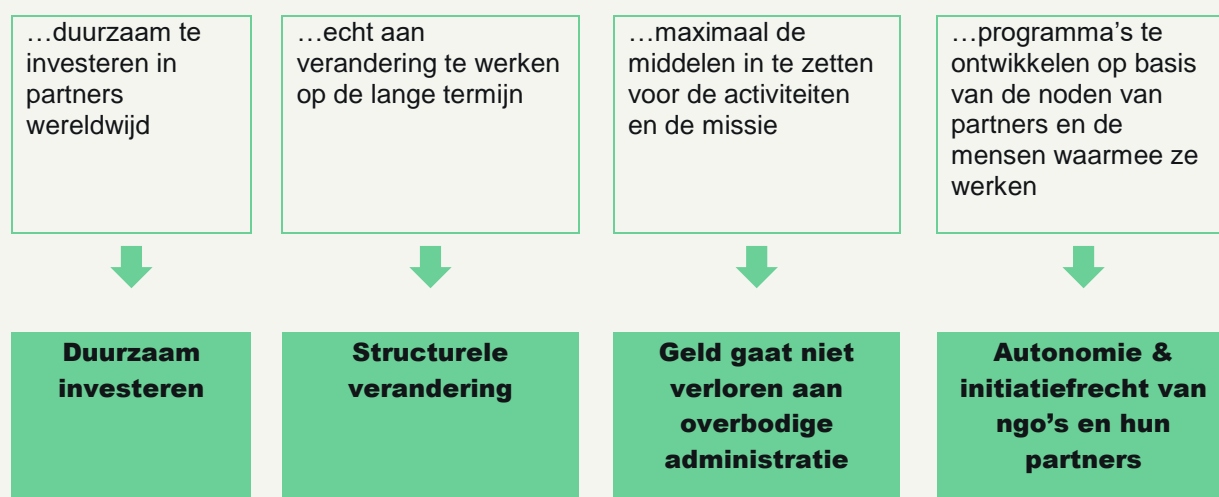 …duurzaam te
investeren in
partners
wereldwijd
…echt aan
verandering te werken
op de lange termijn
…maximaal de
middelen in te zetten
voor de activiteiten
en de missie
…programma’s te
ontwikkelen op basis
van de noden van
partners en de
mensen waarmee ze
werken
Duurzaam
investeren
Structurele
verandering
Geld gaat niet
verloren aan
overbodige
administratie
Autonomie &
initiatiefrecht van
ngo’s en hun
partners